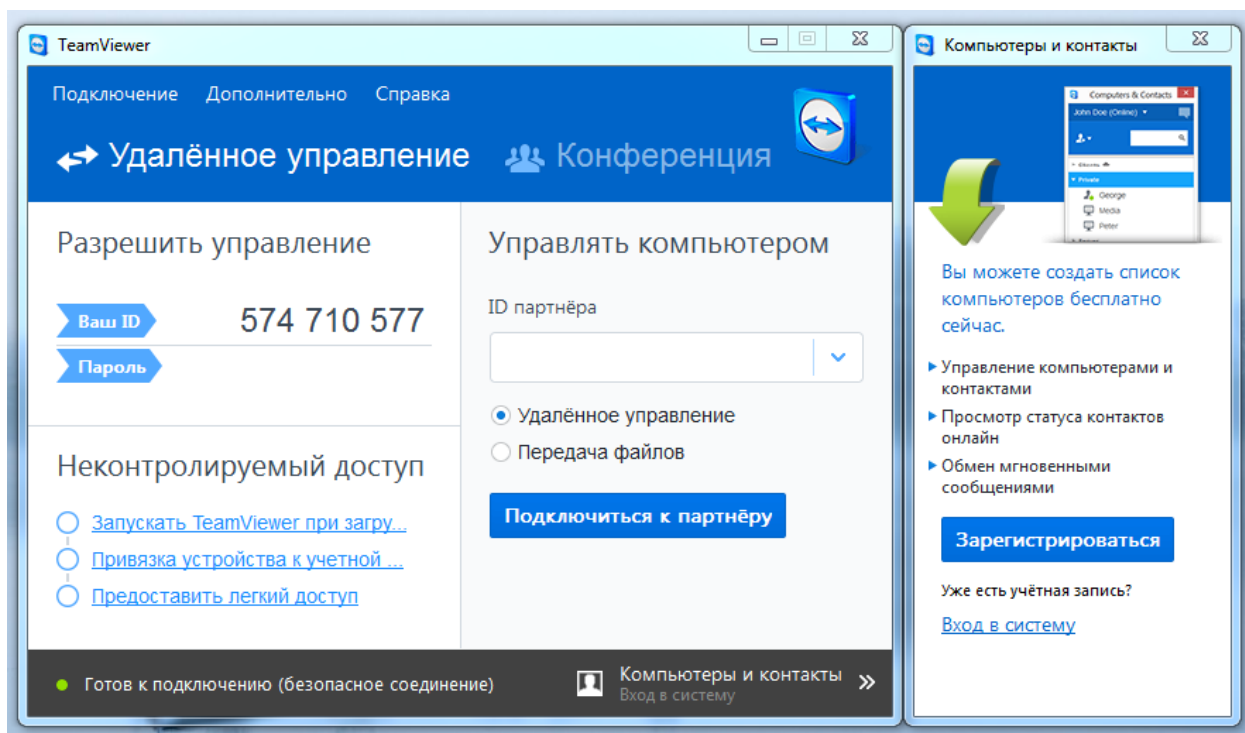 TeamViewer
Подключение Дополнительно Справка
Удалённое управление Конференция
Разрешить управление
Ваш ID 574 710 577
Пароль
Неконтролируемый доступ
Запускать TeamViewer при загру...
Привязка устройства к учетной ...
Предоставить легкий доступ
Управлять компьютером
ID партнёра
Удалённое управление
Передача файлов
Подключиться к партнёру
Готов к подключению (безопасное соединение)
Компьютеры и контакты
Вход в систему
Компьютеры и контакты
Computers & Contacts
John Doe (Online)
Private
George
Media
Peter
Вы можете создать список
компьютеров бесплатно
сейчас.
Управление компьютерами и
контактами
Просмотр статуса контактов
онлайн
Обмен мгновенными
сообщениями
Зарегистрироваться
Уже есть учётная запись?
Вход в систему